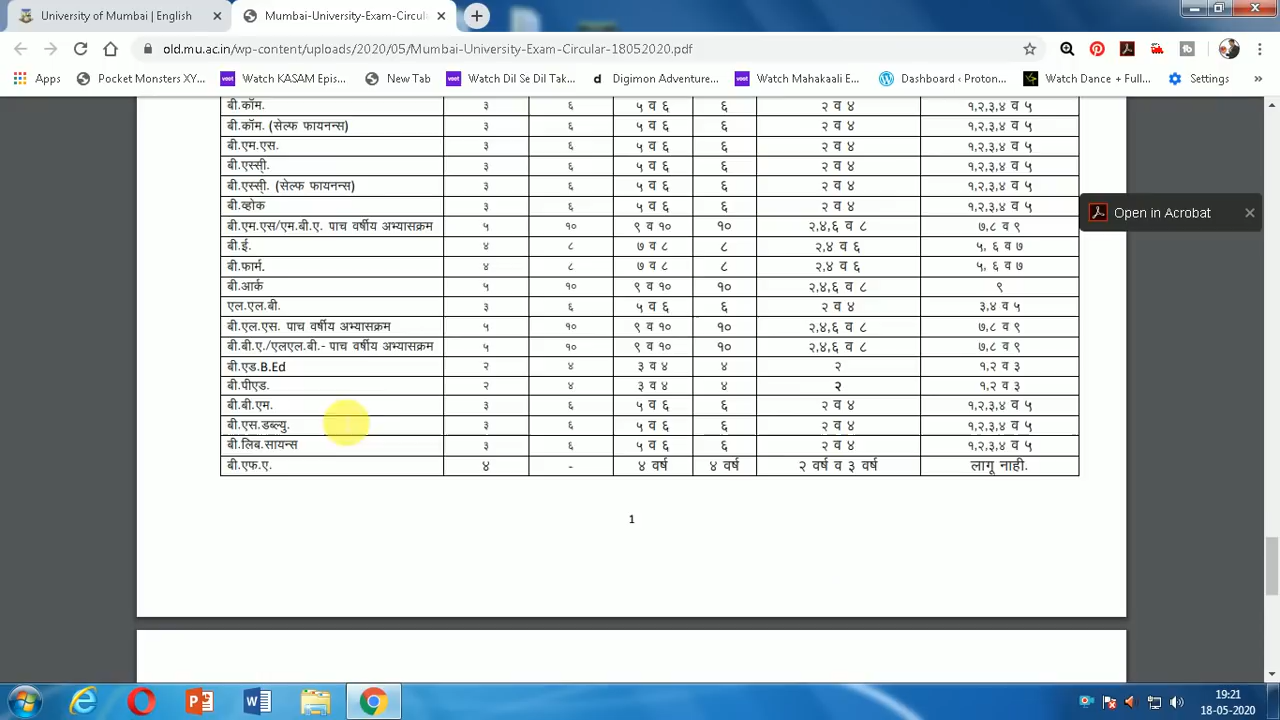 University of Mumbai | English
Mumbai-University-Exam-Circula
old.mu.ac.in/wp-content/uploads/2020/05/Mumbai-University-Exam-Circular-18052020.pdf
Apps Pocket Monsters XY... voot Watch KASAM Epis... New Tab voot Watch Dil Se Dil Tak... d Digimon Adventure... voot Watch Mahakaali E... Dashboard ‹ Proton... Watch Dance + Full... Settings »
बी.कॉम. ३ ६ ५ व ६ ६ २ व ४ १,२,३,४ व ५
बी.कॉम. (सेल्फ फायनन्स) ३ ६ ५ व ६ ६ २ व ४ १,२,३,४ व ५
बी.एम.एस. ३ ६ ५ व ६ ६ २ व ४ १,२,३,४ व ५
बी.एस्सी. ३ ६ ५ व ६ ६ २ व ४ १,२,३,४ व ५
बी.एस्सी. (सेल्फ फायनन्स) ३ ६ ५ व ६ ६ २ व ४ १,२,३,४ व ५
बी.व्होक ३ ६ ५ व ६ ६ २ व ४ १,२,३,४ व ५
Open in Acrobat
बी.एम.एस/एम.बी.ए. पाच वर्षीय अभ्यासक्रम ५ १० ९ व १० १० २,४,६ व ८ ७,८ व ९
बी.ई. ४ ८ ७ व ८ ८ २,४ व ६ ५, ६ व ७
बी.फार्म. ४ ८ ७ व ८ ८ २,४ व ६ ५, ६ व ७
बी.आर्क ५ १० ९ व १० १० २,४,६ व ८ ९
एल.एल.बी. ३ ६ ५ व ६ ६ २ व ४ ३,४ व ५
बी.एल.एस. पाच वर्षीय अभ्यासक्रम ५ १० ९ व १० १० २,४,६ व ८ ७,८ व ९
बी.बी.ए./एलएल.बी.- पाच वर्षीय अभ्यासक्रम ५ १० ९ व १० १० २,४,६ व ८ ७,८ व ९
बी.एड.B.Ed २ ४ ३ व ४ ४ २ १,२ व ३
बी.पीएड. २ ४ ३ व ४ ४ २ १,२ व ३
बी.बी.एम. ३ ६ ५ व ६ ६ २ व ४ १,२,३,४ व ५
बी.एस.डब्ल्यु. ३ ६ ५ व ६ ६ २ व ४ १,२,३,४ व ५
बी.लिब.सायन्स ३ ६ ५ व ६ ६ २ व ४ १,२,३,४ व ५
बी.एफ.ए. ४ - ४ वर्ष ४ वर्ष २ वर्ष व ३ वर्ष लागू नाही.
1
19:21
18-05-2020